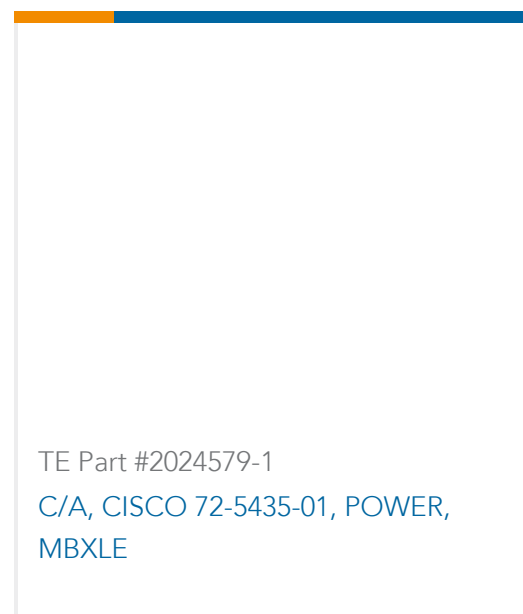 TE Part #2024579-1
C/A, CISCO 72-5435-01, POWER,
MBXLE